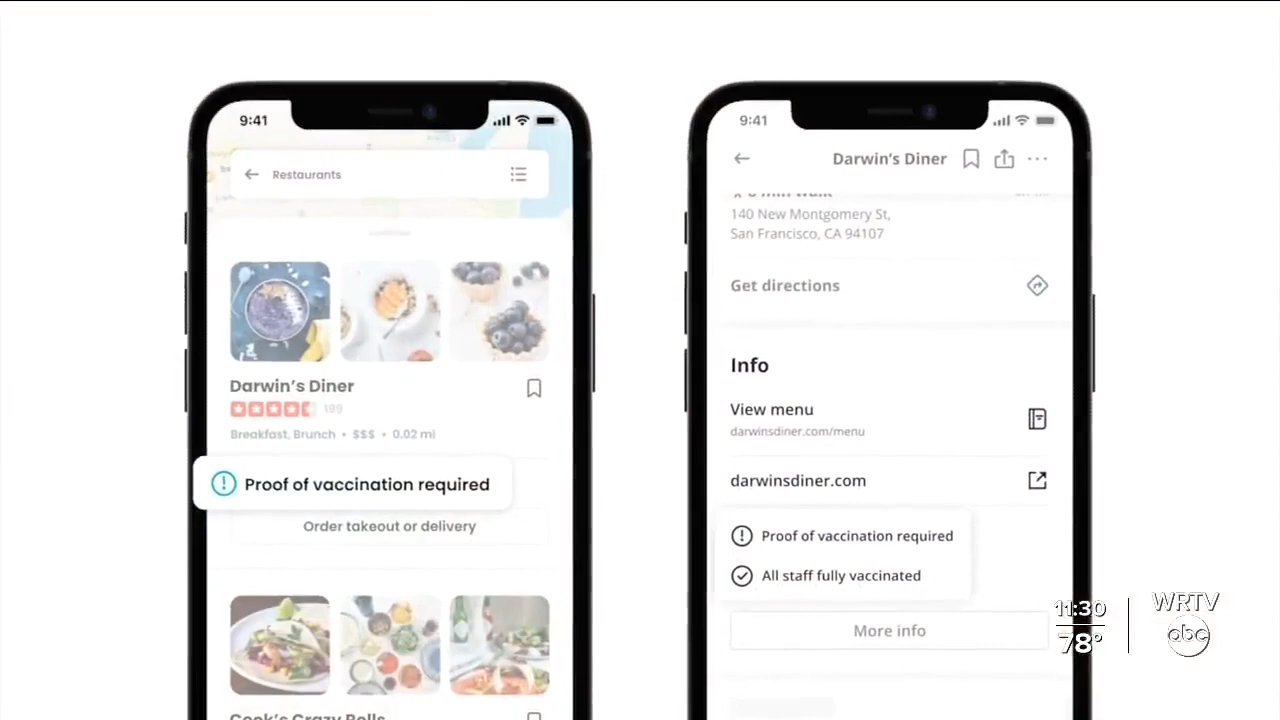 9:41
Restaurants
Darwin's Diner
199
Breakfast, Brunch • $$$ • 0.02 mi
Proof of vaccination required
Order takeout or delivery
Cook's Crazy Rolls
9:41
Darwin's Diner
140 New Montgomery St,
San Francisco, CA 94107
Get directions
Info
View menu
darwinsdiner.com/menu
darwinsdiner.com
Proof of vaccination required
All staff fully vaccinated
More info
11:30
78°
WRTV
abc